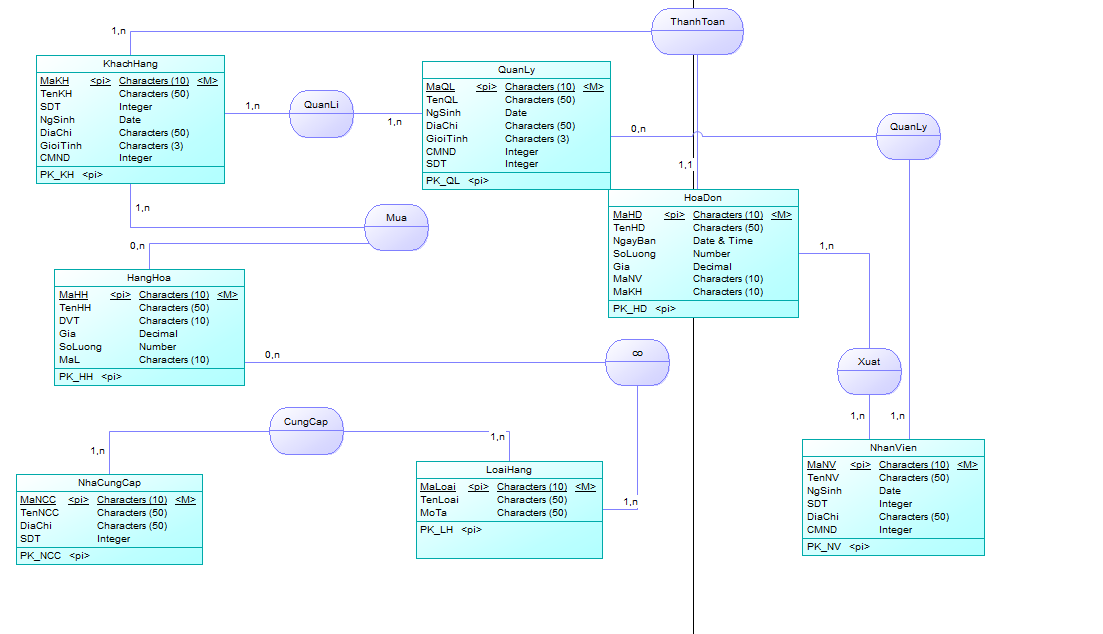 ThanhToan
1,n
KhachHang
MaKH <pi> Characters (10) <M>
TenKH Characters (50)
SDT Integer
NgSinh Date
DiaChi Characters (50)
GioiTinh Characters (3)
CMND Integer
PK_KH <pi>
1,n
QuanLi
1,n
QuanLy
MaQL <pi> Characters (10) <M>
TenQL Characters (50)
NgSinh Date
DiaChi Characters (50)
GioiTinh Characters (3)
CMND Integer
SDT Integer
PK_QL <pi>
0,n
QuanLy
1,1
HoaDon
MaHD <pi> Characters (10) <M>
TenHD Characters (50)
NgayBan Date & Time
SoLuong Number
Gia Decimal
MaNV Characters (10)
MaKH Characters (10)
PK_HD <pi>
1,n
1,n
Mua
0,n
HangHoa
MaHH <pi> Characters (10) <M>
TenHH Characters (50)
DVT Characters (10)
Gia Decimal
SoLuong Number
MaL Characters (10)
PK_HH <pi>
0,n
co
Xuat
1,n
1,n
CungCap
1,n
1,n
NhaCungCap
MaNCC <pi> Characters (10) <M>
TenNCC Characters (50)
DiaChi Characters (50)
SDT Integer
PK_NCC <pi>
LoaiHang
MaLoai <pi> Characters (10) <M>
TenLoai Characters (50)
MoTa Characters (50)
PK_LH <pi>
1,n
NhanVien
MaNV <pi> Characters (10) <M>
TenNV Characters (50)
NgSinh Date
SDT Integer
DiaChi Characters (50)
CMND Integer
PK_NV <pi>